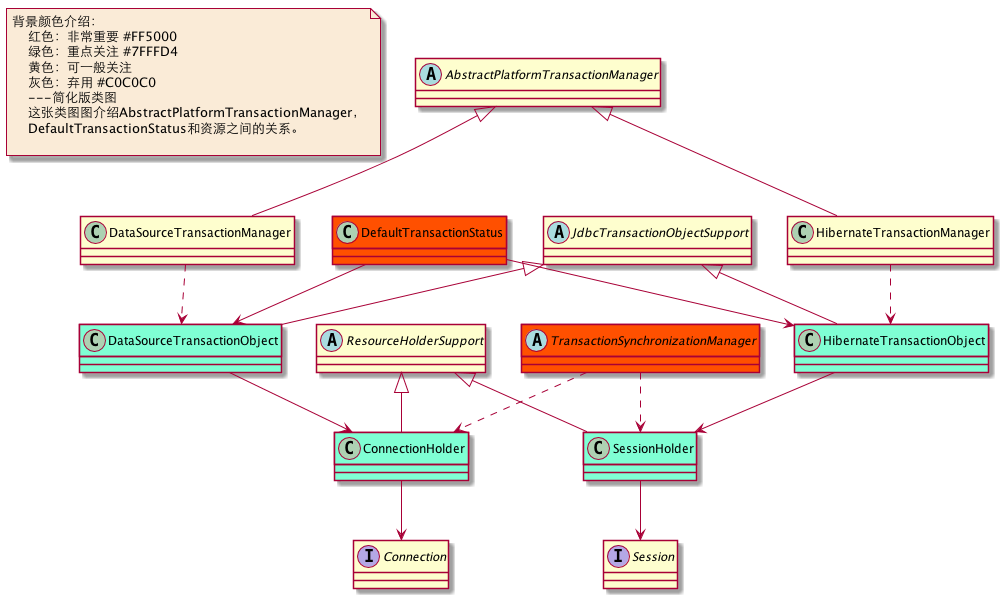 背景颜色介绍：
红色：非常重要 #FF5000
绿色：重点关注 #7FFFD4
黄色：可一般关注
灰色：弃用 #C0C0C0
---简化版类图
这张类图图介绍AbstractPlatformTransactionManager，
DefaultTransactionStatus和资源之间的关系。
A AbstractPlatformTransactionManager
C DataSourceTransactionManager
C DefaultTransactionStatus
A JdbcTransactionObjectSupport
C HibernateTransactionManager
C DataSourceTransactionObject
A ResourceHolderSupport
A TransactionSynchronizationManager
C HibernateTransactionObject
C ConnectionHolder
C SessionHolder
I Connection
I Session